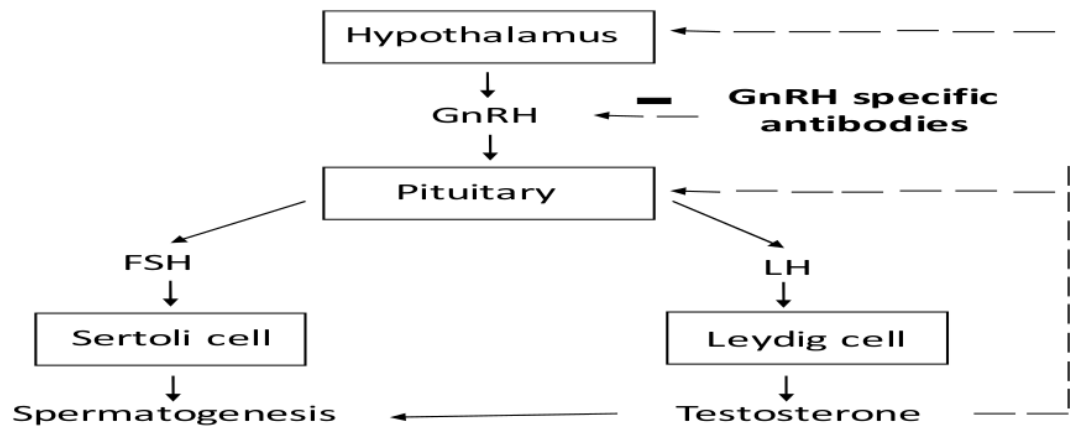 Hypothalamus
GnRH
GnRH specific
antibodies
Pituitary
FSH
LH
Sertoli cell
Leydig cell
Spermatogenesis
Testosterone